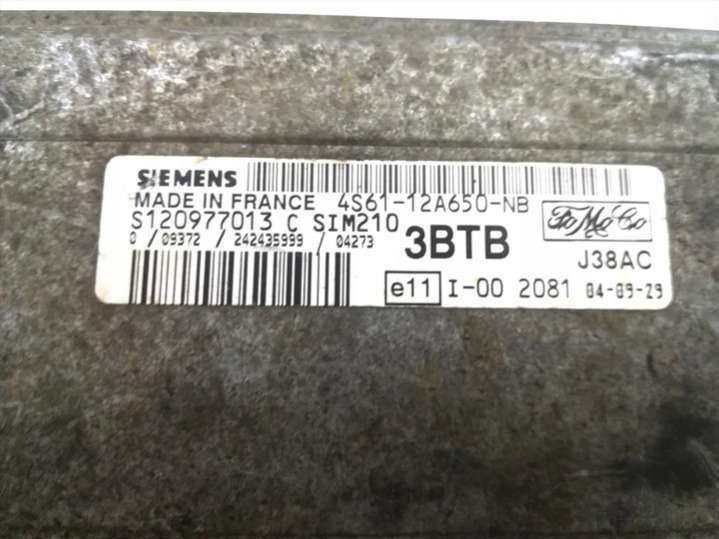 SIEMENS
MADE IN FRANCE 4S61-12A650-NB
S120977013 C SIM210
FoMoCo
0 / 09372 / 242435999 / 04273
3BTB
J38AC
e11 I-00 2081 04-09-29